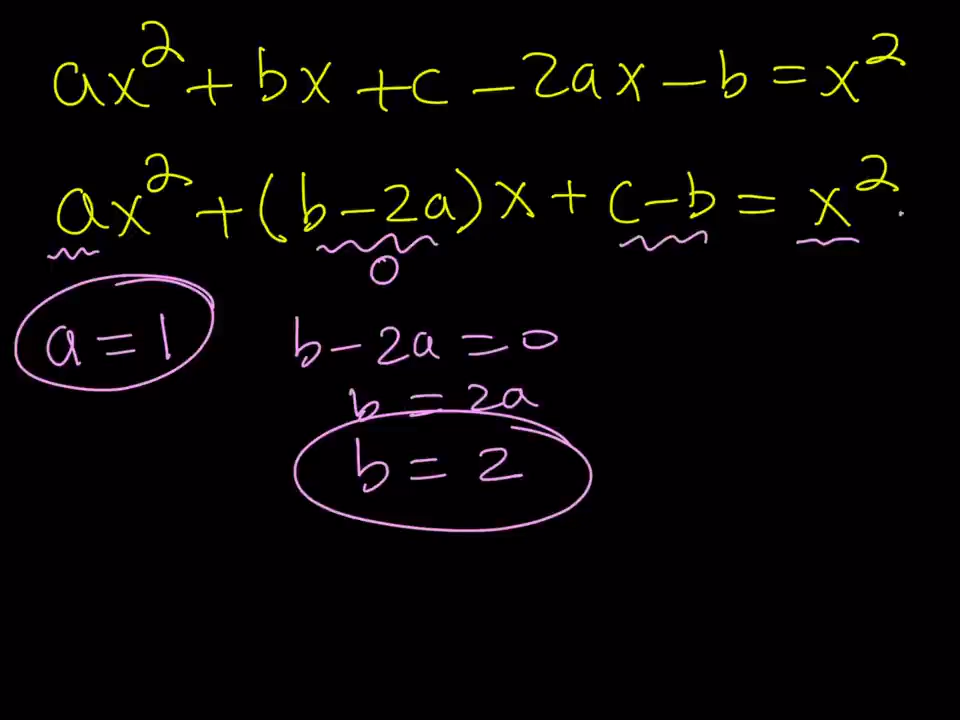 ax² + bx + c - 2ax - b = x²
ax² + (b - 2a)x + c - b = x²
0
a = 1
b - 2a = 0
b = 2a
b = 2